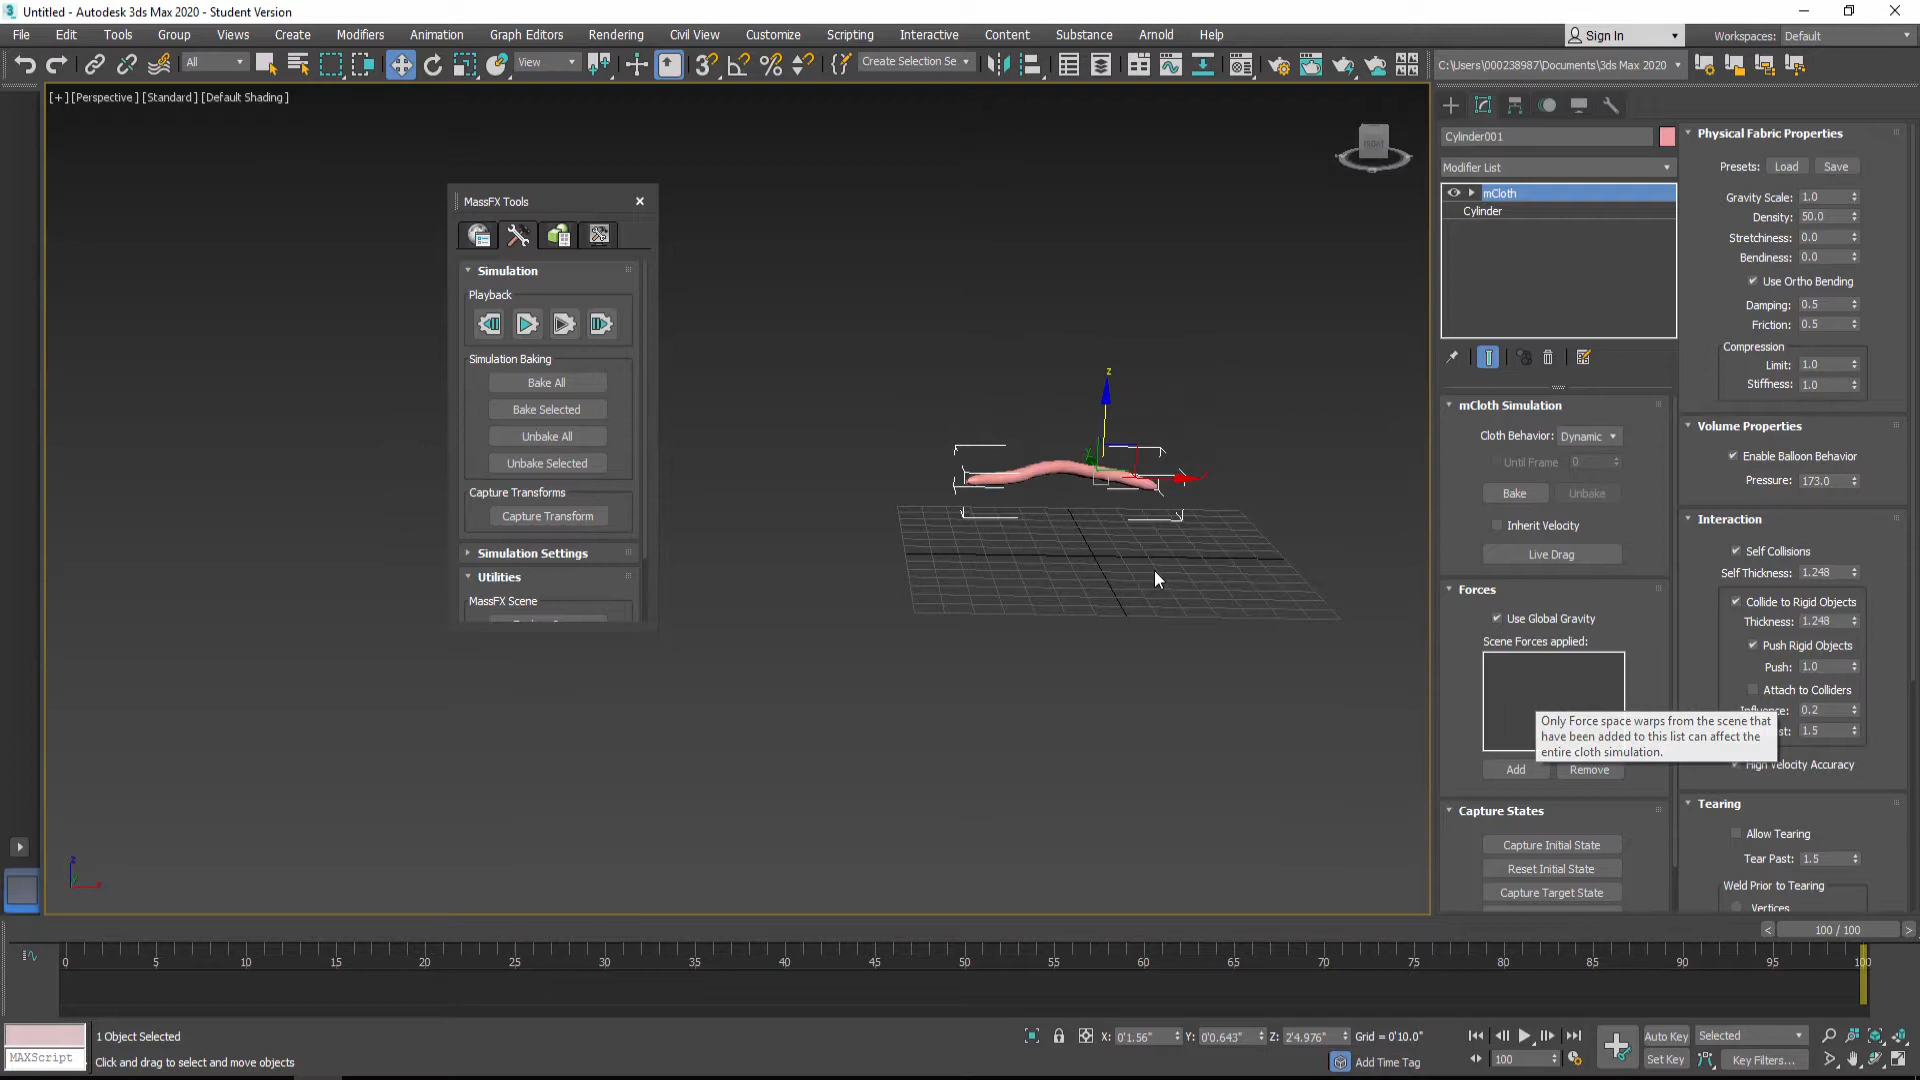 Untitled - Autodesk 3ds Max 2020 - Student Version
File Edit Tools Group Views Create Modifiers Animation Graph Editors Rendering Civil View Customize Scripting Interactive Content Substance Arnold Help
Sign In
Workspaces: Default
All
View
Create Selection Se
C:\Users\000238987\Documents\3ds Max 2020
[+] [Perspective] [Standard] [Default Shading]
FRONT
MassFX Tools
Simulation
Playback
Simulation Baking
Bake All
Bake Selected
Unbake All
Unbake Selected
Capture Transforms
Capture Transform
Simulation Settings
Utilities
MassFX Scene
z
Cylinder001
Modifier List
mCloth
Cylinder
mCloth Simulation
Cloth Behavior: Dynamic
Until Frame 0
Bake Unbake
Inherit Velocity
Live Drag
Forces
Use Global Gravity
Scene Forces applied:
Only Force space warps from the scene that
have been added to this list can affect the
entire cloth simulation.
Add Remove
Capture States
Capture Initial State
Reset Initial State
Capture Target State
Physical Fabric Properties
Presets: Load Save
Gravity Scale: 1.0
Density: 50.0
Stretchiness: 0.0
Bendiness: 0.0
Use Ortho Bending
Damping: 0.5
Friction: 0.5
Compression
Limit: 1.0
Stiffness: 1.0
Volume Properties
Enable Balloon Behavior
Pressure: 173.0
Interaction
Self Collisions
Self Thickness: 1.248
Collide to Rigid Objects
Thickness: 1.248
Push Rigid Objects
Push: 1.0
Attach to Colliders
Influence: 0.2
1.5
High Velocity Accuracy
Tearing
Allow Tearing
Tear Past: 1.5
Weld Prior to Tearing
Vertices
100 / 100
0 5 10 15 20 25 30 35 40 45 50 55 60 65 70 75 80 85 90 95 100
1 Object Selected
X: 0'1.56" Y: 0'0.643" Z: 2'4.976" Grid = 0'10.0"
Auto Key Selected
MAXScript
Click and drag to select and move objects
Add Time Tag
100
Set Key Key Filters...